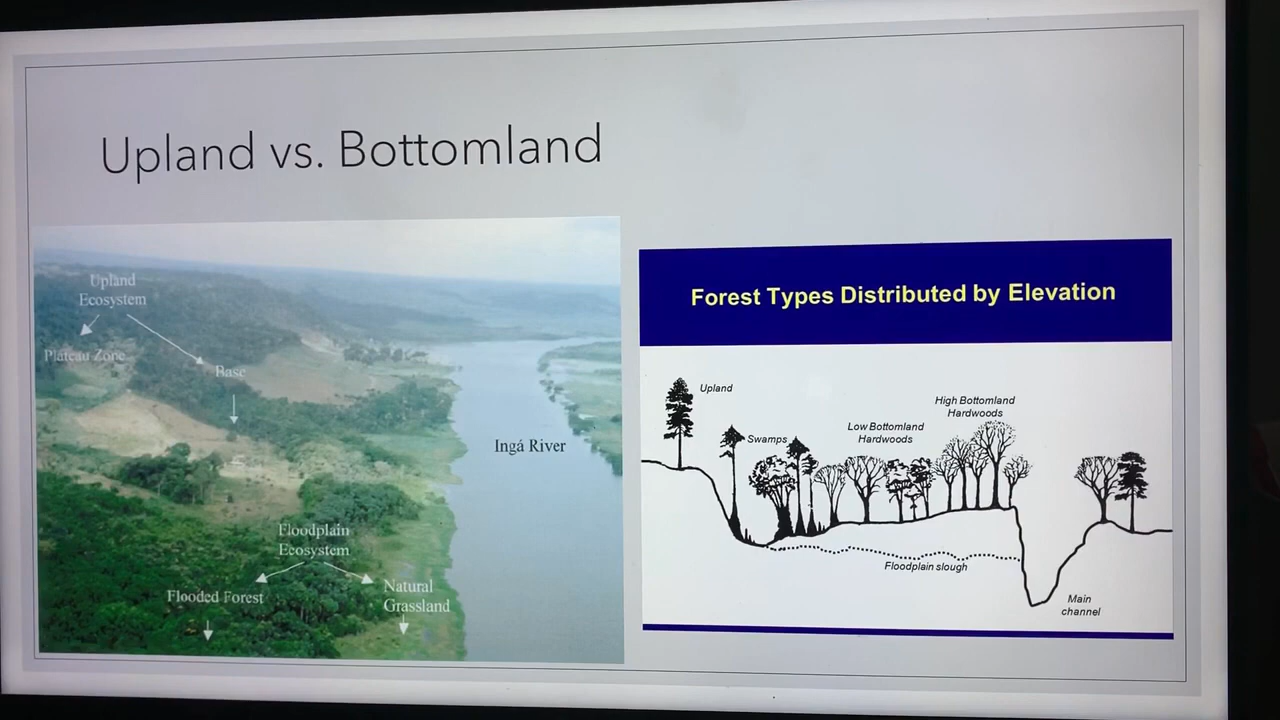 Upland vs. Bottomland
Upland
Ecosystem
Plateau Zone
Base
Ingá River
Floodplain
Ecosystem
Flooded Forest
Natural
Grassland
Forest Types Distributed by Elevation
Upland
Swamps
Low Bottomland
Hardwoods
High Bottomland
Hardwoods
Floodplain slough
Main
channel